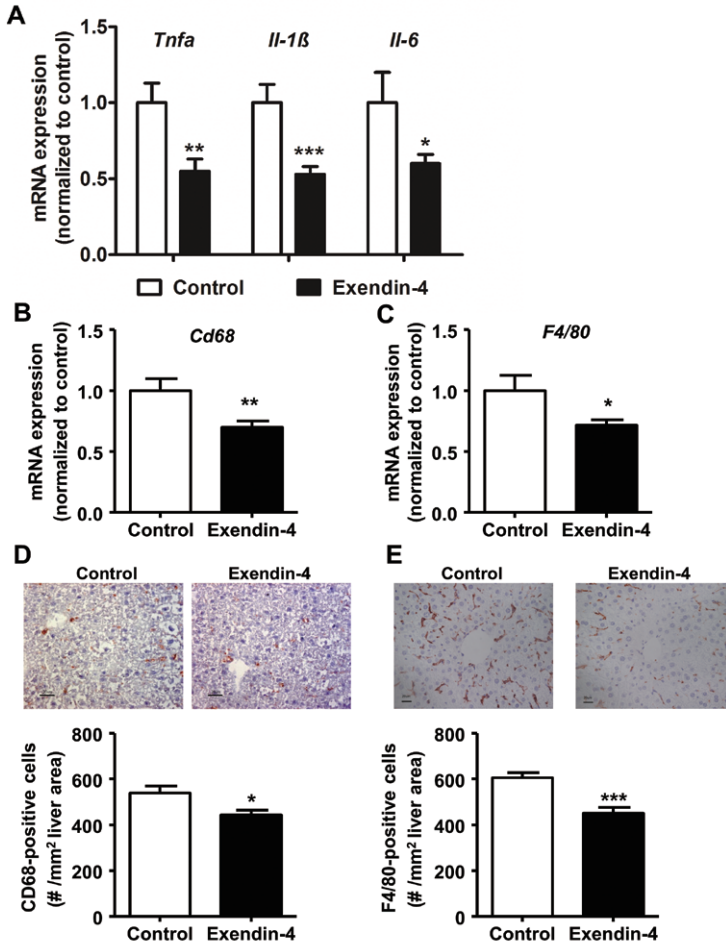 A
mRNA expression
(normalized to control)
1.5
1.0
0.5
0.0
Tnfa
Il-1ß
Il-6
**
***
*
Control
Exendin-4
B
mRNA expression
(normalized to control)
1.5
1.0
0.5
0.0
Cd68
**
Control
Exendin-4
C
mRNA expression
(normalized to control)
1.5
1.0
0.5
0.0
F4/80
*
Control
Exendin-4
D
Control
Exendin-4
CD68-positive cells
(# /mm² liver area)
800
600
400
200
0
*
Control
Exendin-4
E
Control
Exendin-4
F4/80-positive cells
(# /mm² liver area)
800
600
400
200
0
***
Control
Exendin-4